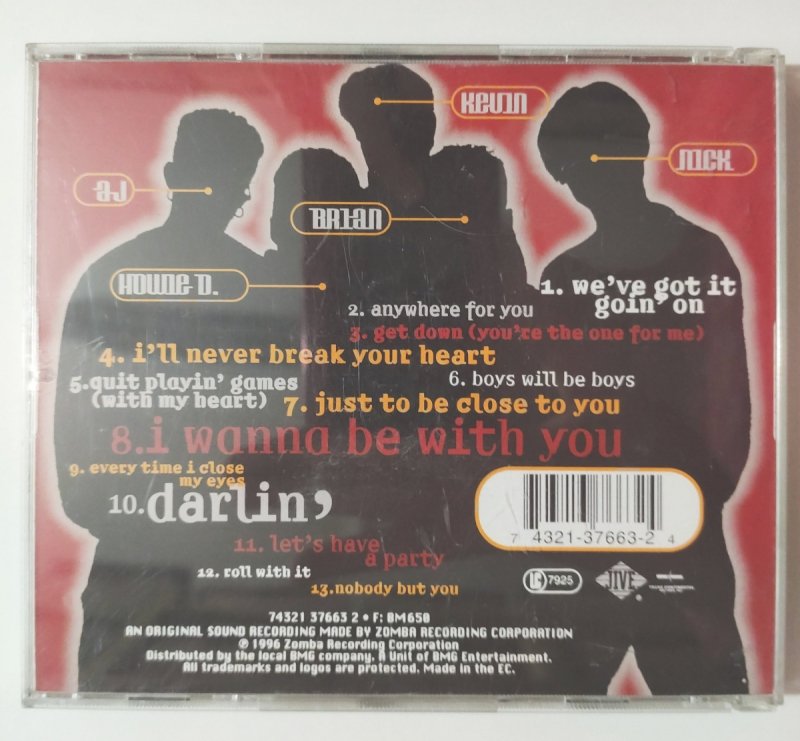 KEVIN
NICK
AJ
BRIAN
HOWIE D.
1. we've got it
goin' on
2. anywhere for you
3. get down (you're the one for me)
4. i'll never break your heart
5.quit playin' games
(with my heart)
6. boys will be boys
7. just to be close to you
8.i wanna be with you
9. every time i close
my eyes
10.darlin'
11. let's have
a party
12. roll with it
13.nobody but you
7 4321-37663-2 4
LC 7925
JIVE
74321 37663 2 • F: BM650
AN ORIGINAL SOUND RECORDING MADE BY ZOMBA RECORDING CORPORATION
℗ 1996 Zomba Recording Corporation
Distributed by the local BMG company. A Unit of BMG Entertainment.
All trademarks and logos are protected. Made in the EC.